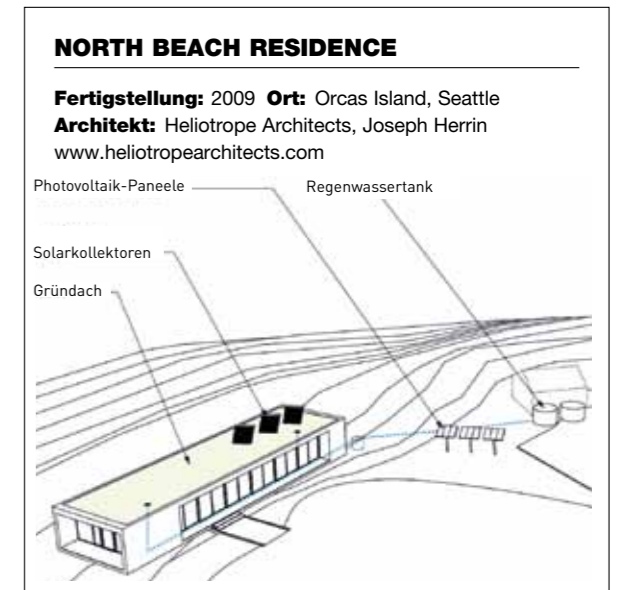 NORTH BEACH RESIDENCE
Fertigstellung: 2009 Ort: Orcas Island, Seattle
Architekt: Heliotrope Architects, Joseph Herrin
www.heliotropearchitects.com
Photovoltaik-Paneele
Regenwassertank
Solarkollektoren
Gründach